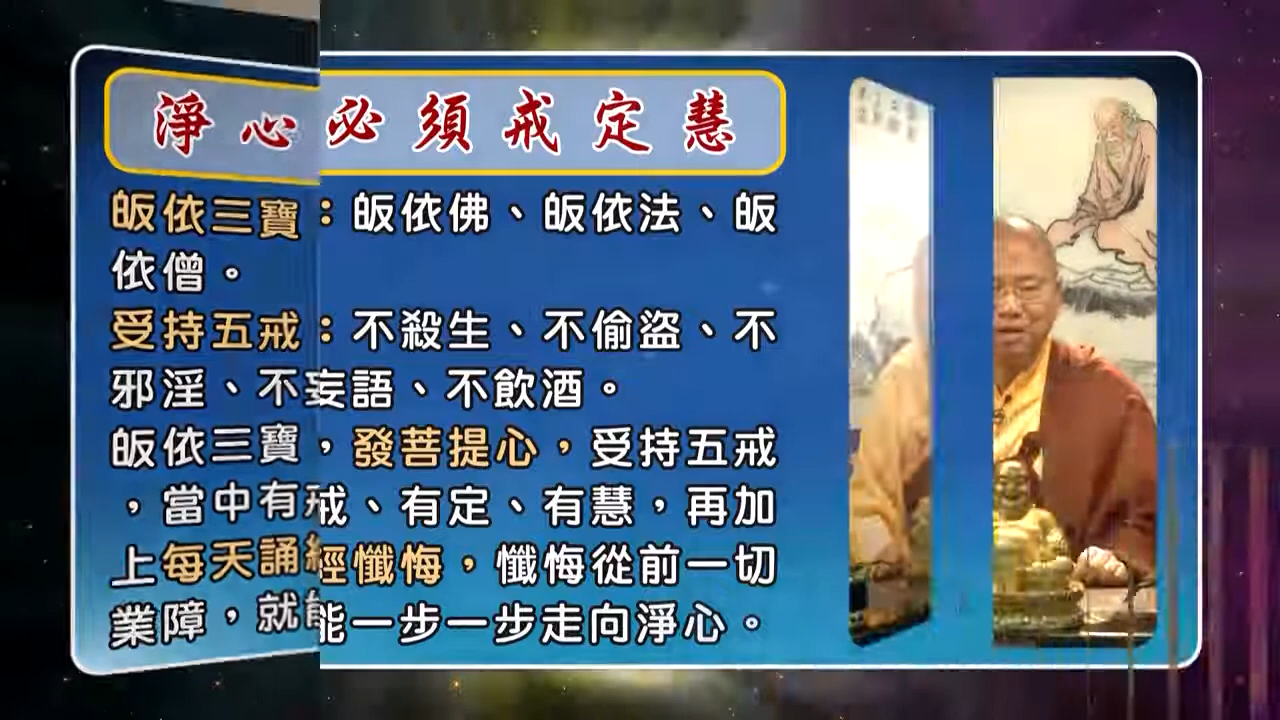 淨心必須戒定慧
皈依三寶：皈依佛、皈依法、皈
依僧。
受持五戒：不殺生、不偷盜、不
邪淫、不妄語、不飲酒。
皈依三寶，發菩提心，受持五戒
，當中有戒、有定、有慧，再加
上每天誦經懺悔，懺悔從前一切
業障，就能一步一步走向淨心。